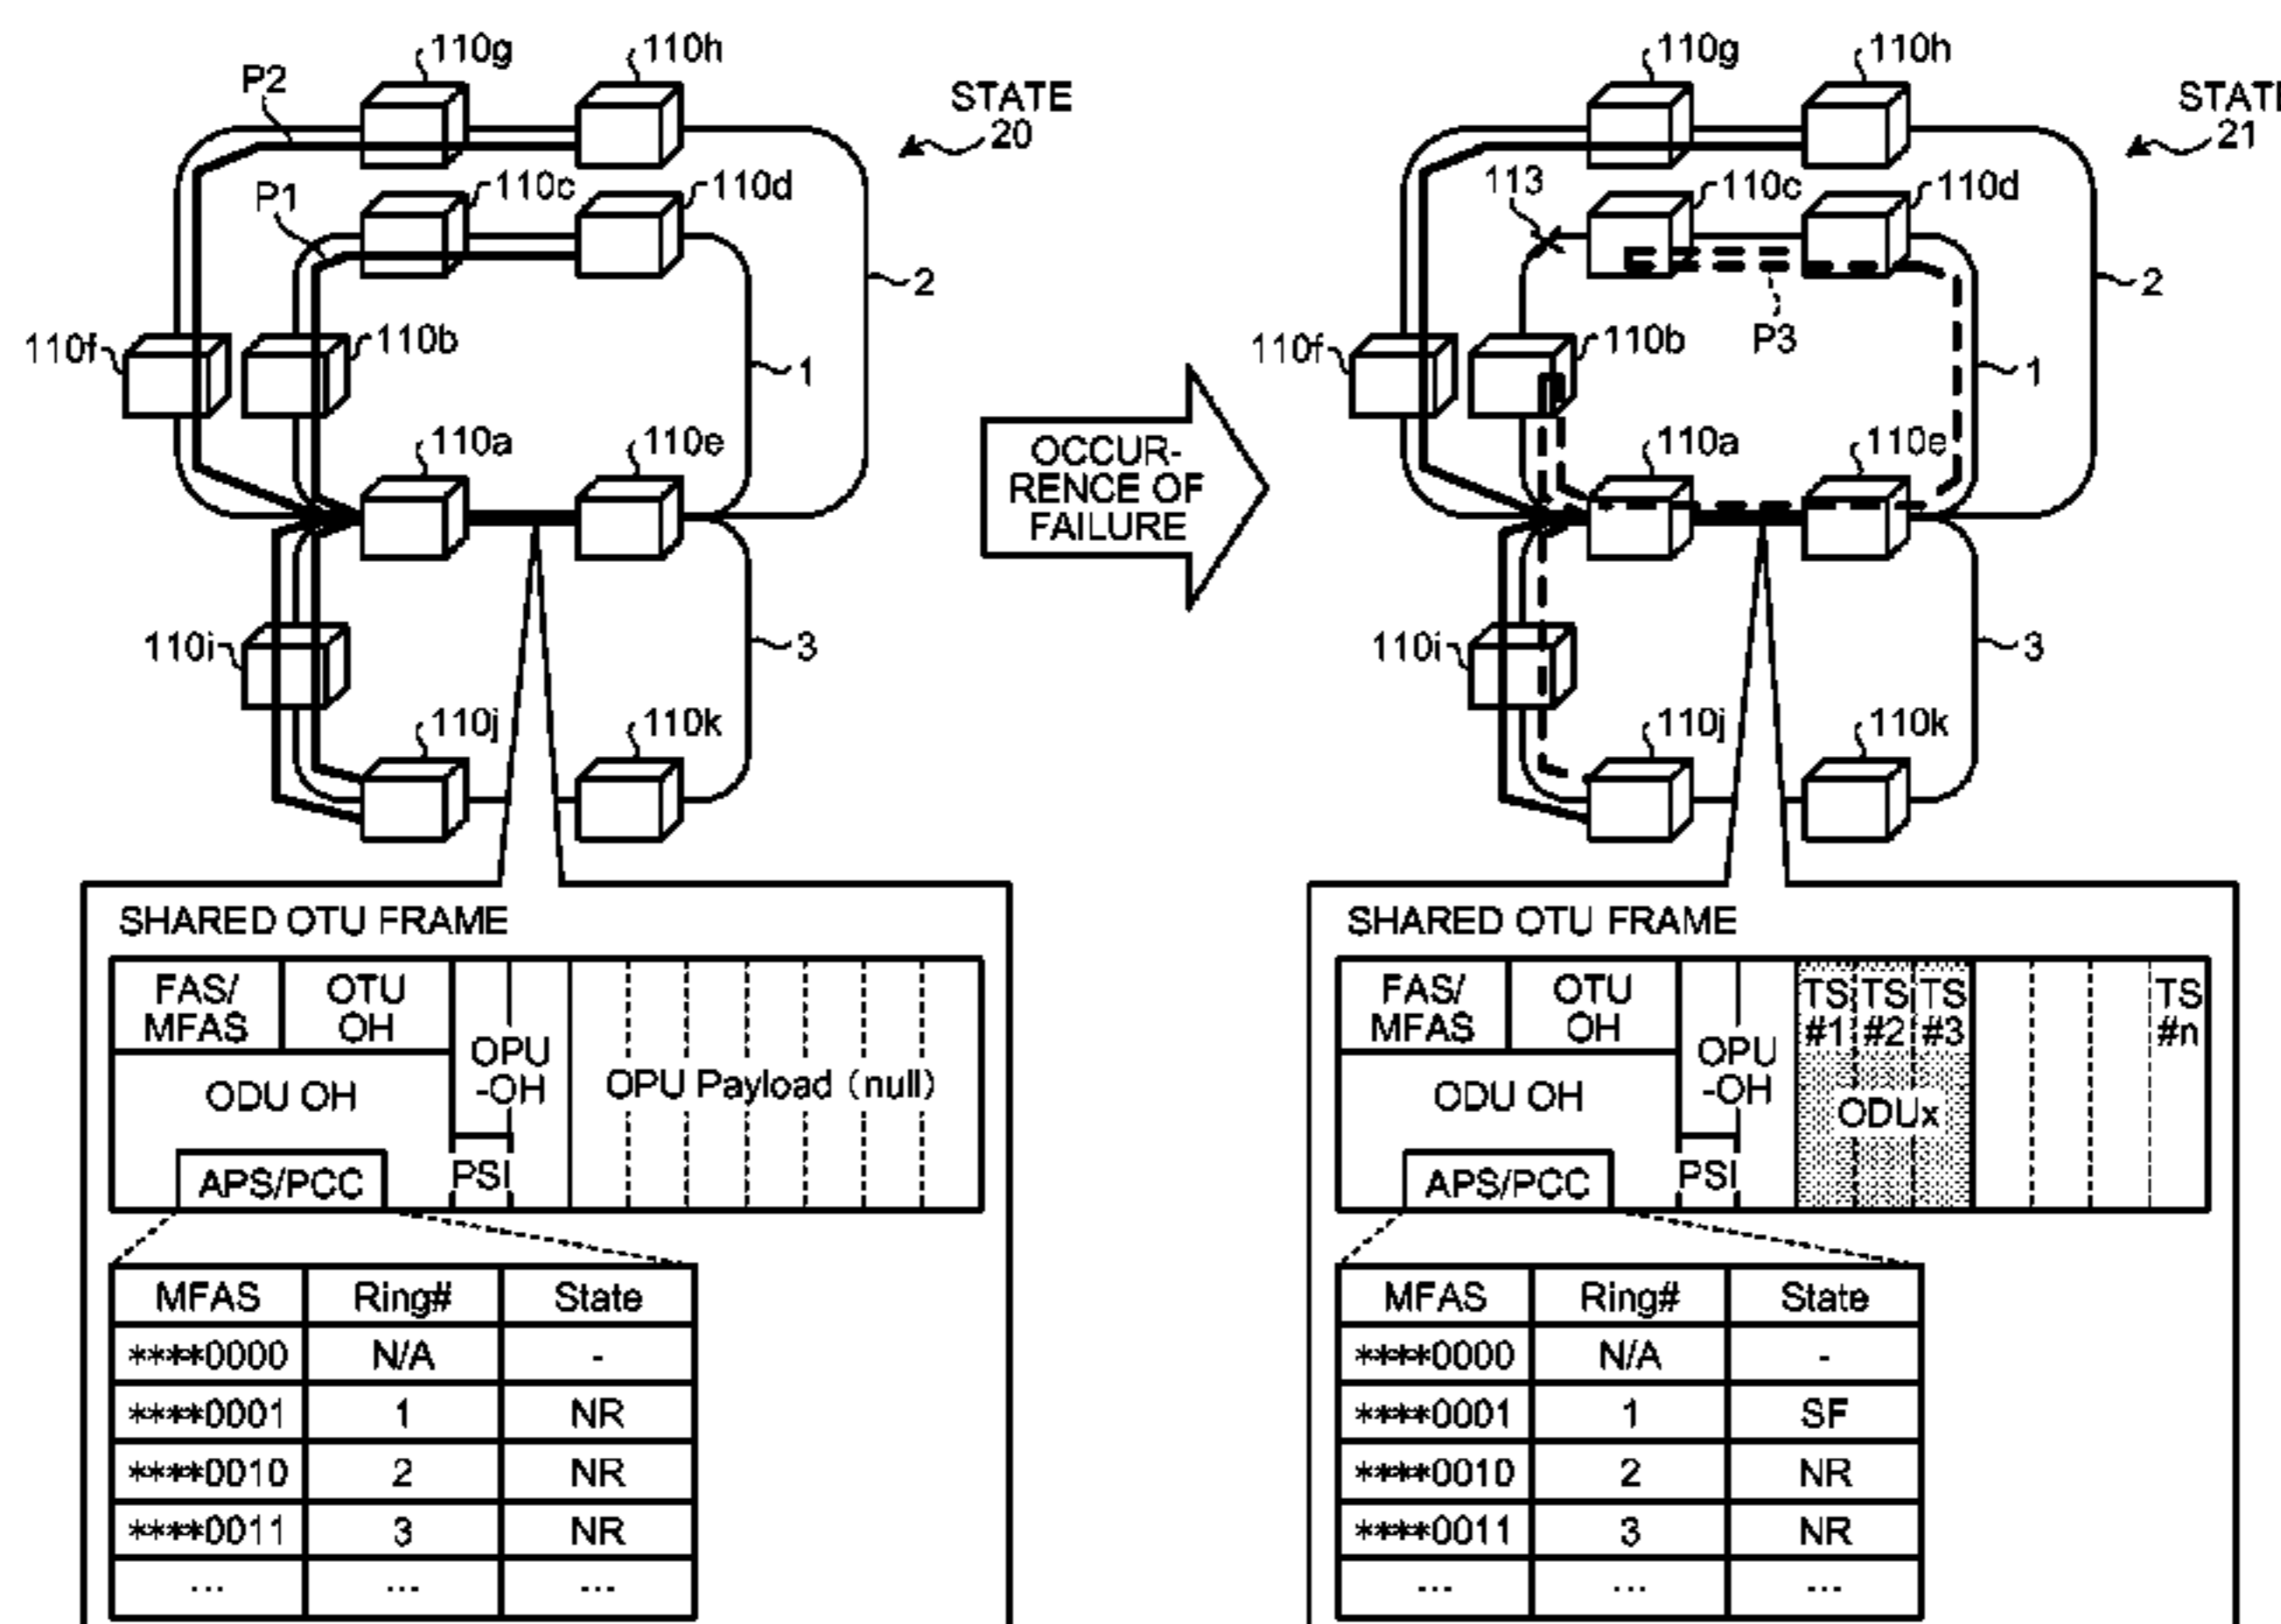 110g
110h
P2
STATE
20
110c
110d
P1
2
110f
110b
1
110a
110e
110i
3
110j
110k
SHARED OTU FRAME
FAS/
MFAS
OTU
OH
OPU
-OH
OPU Payload (null)
ODU OH
APS/PCC
PSI
MFAS Ring# State
****0000 N/A -
****0001 1 NR
****0010 2 NR
****0011 3 NR
... ... ...
OCCUR-
RENCE OF
FAILURE
110g
110h
STATE
21
113
110c
110d
2
110f
110b
P3
1
110a
110e
110i
3
110j
110k
SHARED OTU FRAME
FAS/
MFAS
OTU
OH
OPU
-OH
TS TS TS TS
#1 #2 #3 #n
ODU OH
ODUx
APS/PCC
PSI
MFAS Ring# State
****0000 N/A -
****0001 1 SF
****0010 2 NR
****0011 3 NR
... ... ...